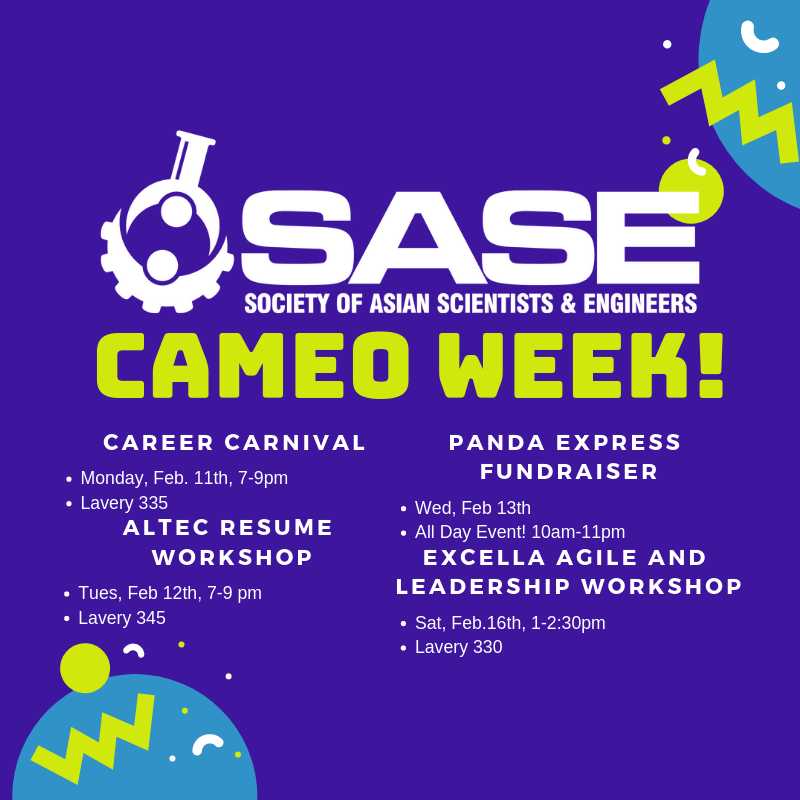 SASE
SOCIETY OF ASIAN SCIENTISTS & ENGINEERS
CAMEO WEEK!
CAREER CARNIVAL
• Monday, Feb. 11th, 7-9pm
• Lavery 335
ALTEC RESUME
WORKSHOP
• Tues, Feb 12th, 7-9 pm
• Lavery 345
PANDA EXPRESS
FUNDRAISER
• Wed, Feb 13th
• All Day Event! 10am-11pm
EXCELLA AGILE AND
LEADERSHIP WORKSHOP
• Sat, Feb.16th, 1-2:30pm
• Lavery 330